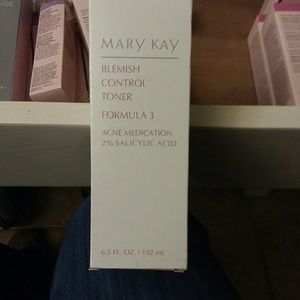 MARY KAY
BLEMISH
CONTROL
TONER
FORMULA 3
ACNE MEDICATION
2% SALICYLIC ACID
6.5 FL. OZ. / 192 mL